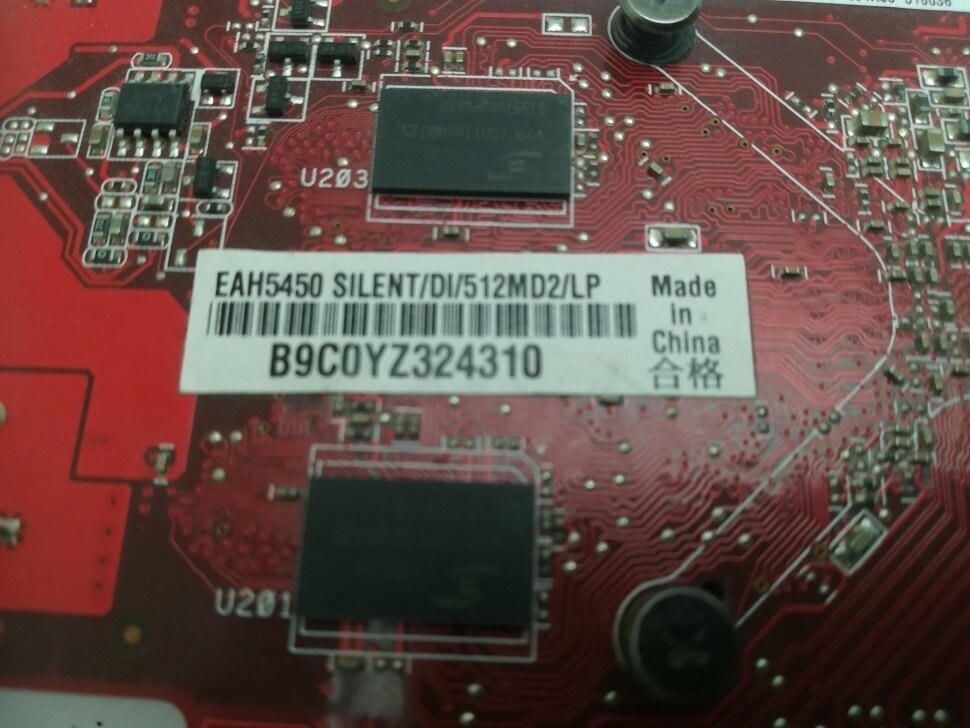 U203
EAH5450 SILENT/DI/512MD2/LP
B9C0YZ324310
Made
in
China
合格
U201